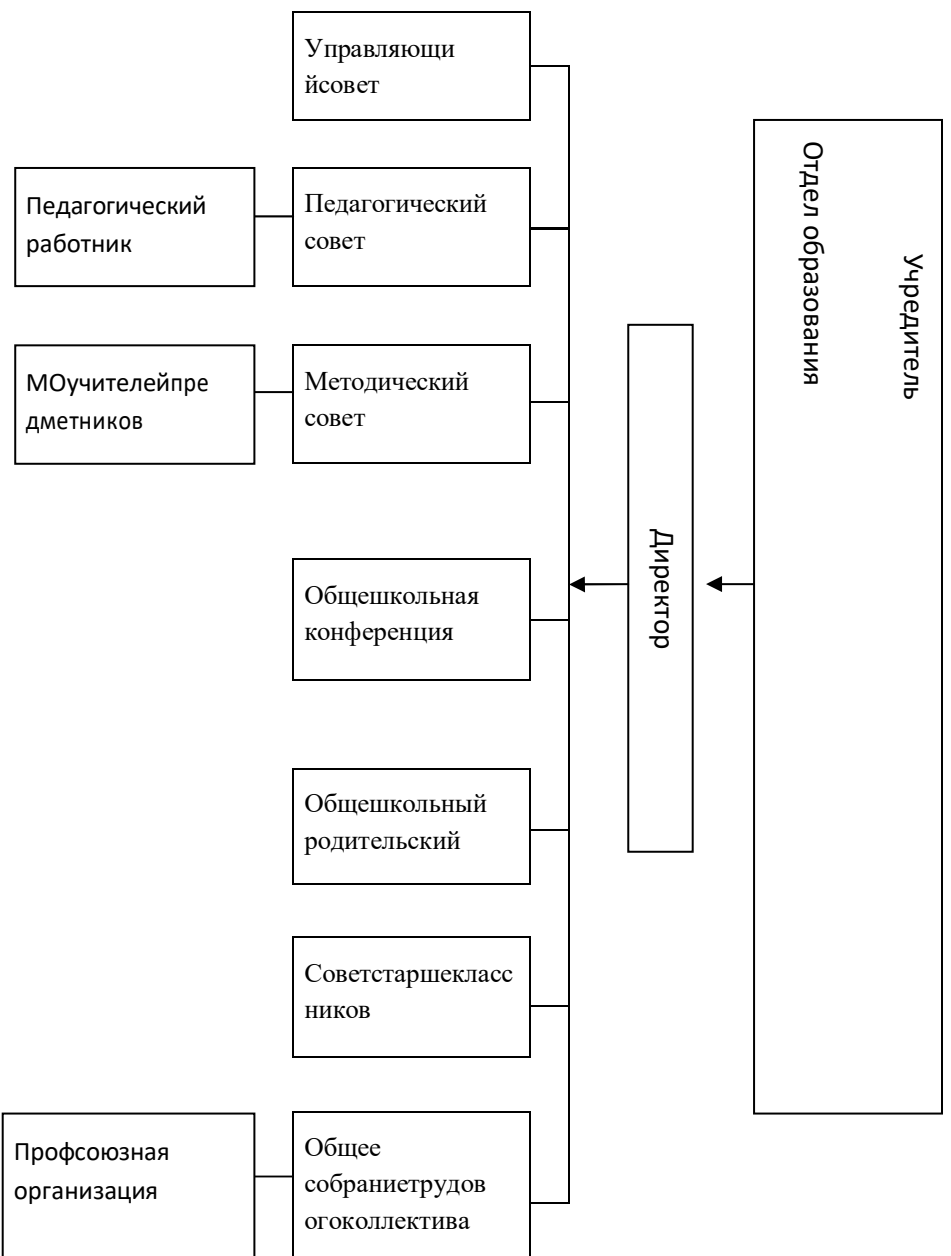 Управляющи
йсовет
Педагогический
работник
Педагогический
совет
МОучителейпре
дметников
Методический
совет
Общешкольная
конференция
Общешкольный
родительский
Советстаршекласс
ников
Профсоюзная
организация
Общее
собраниетрудов
огоколлектива
Директор
Учредитель
Отдел образования